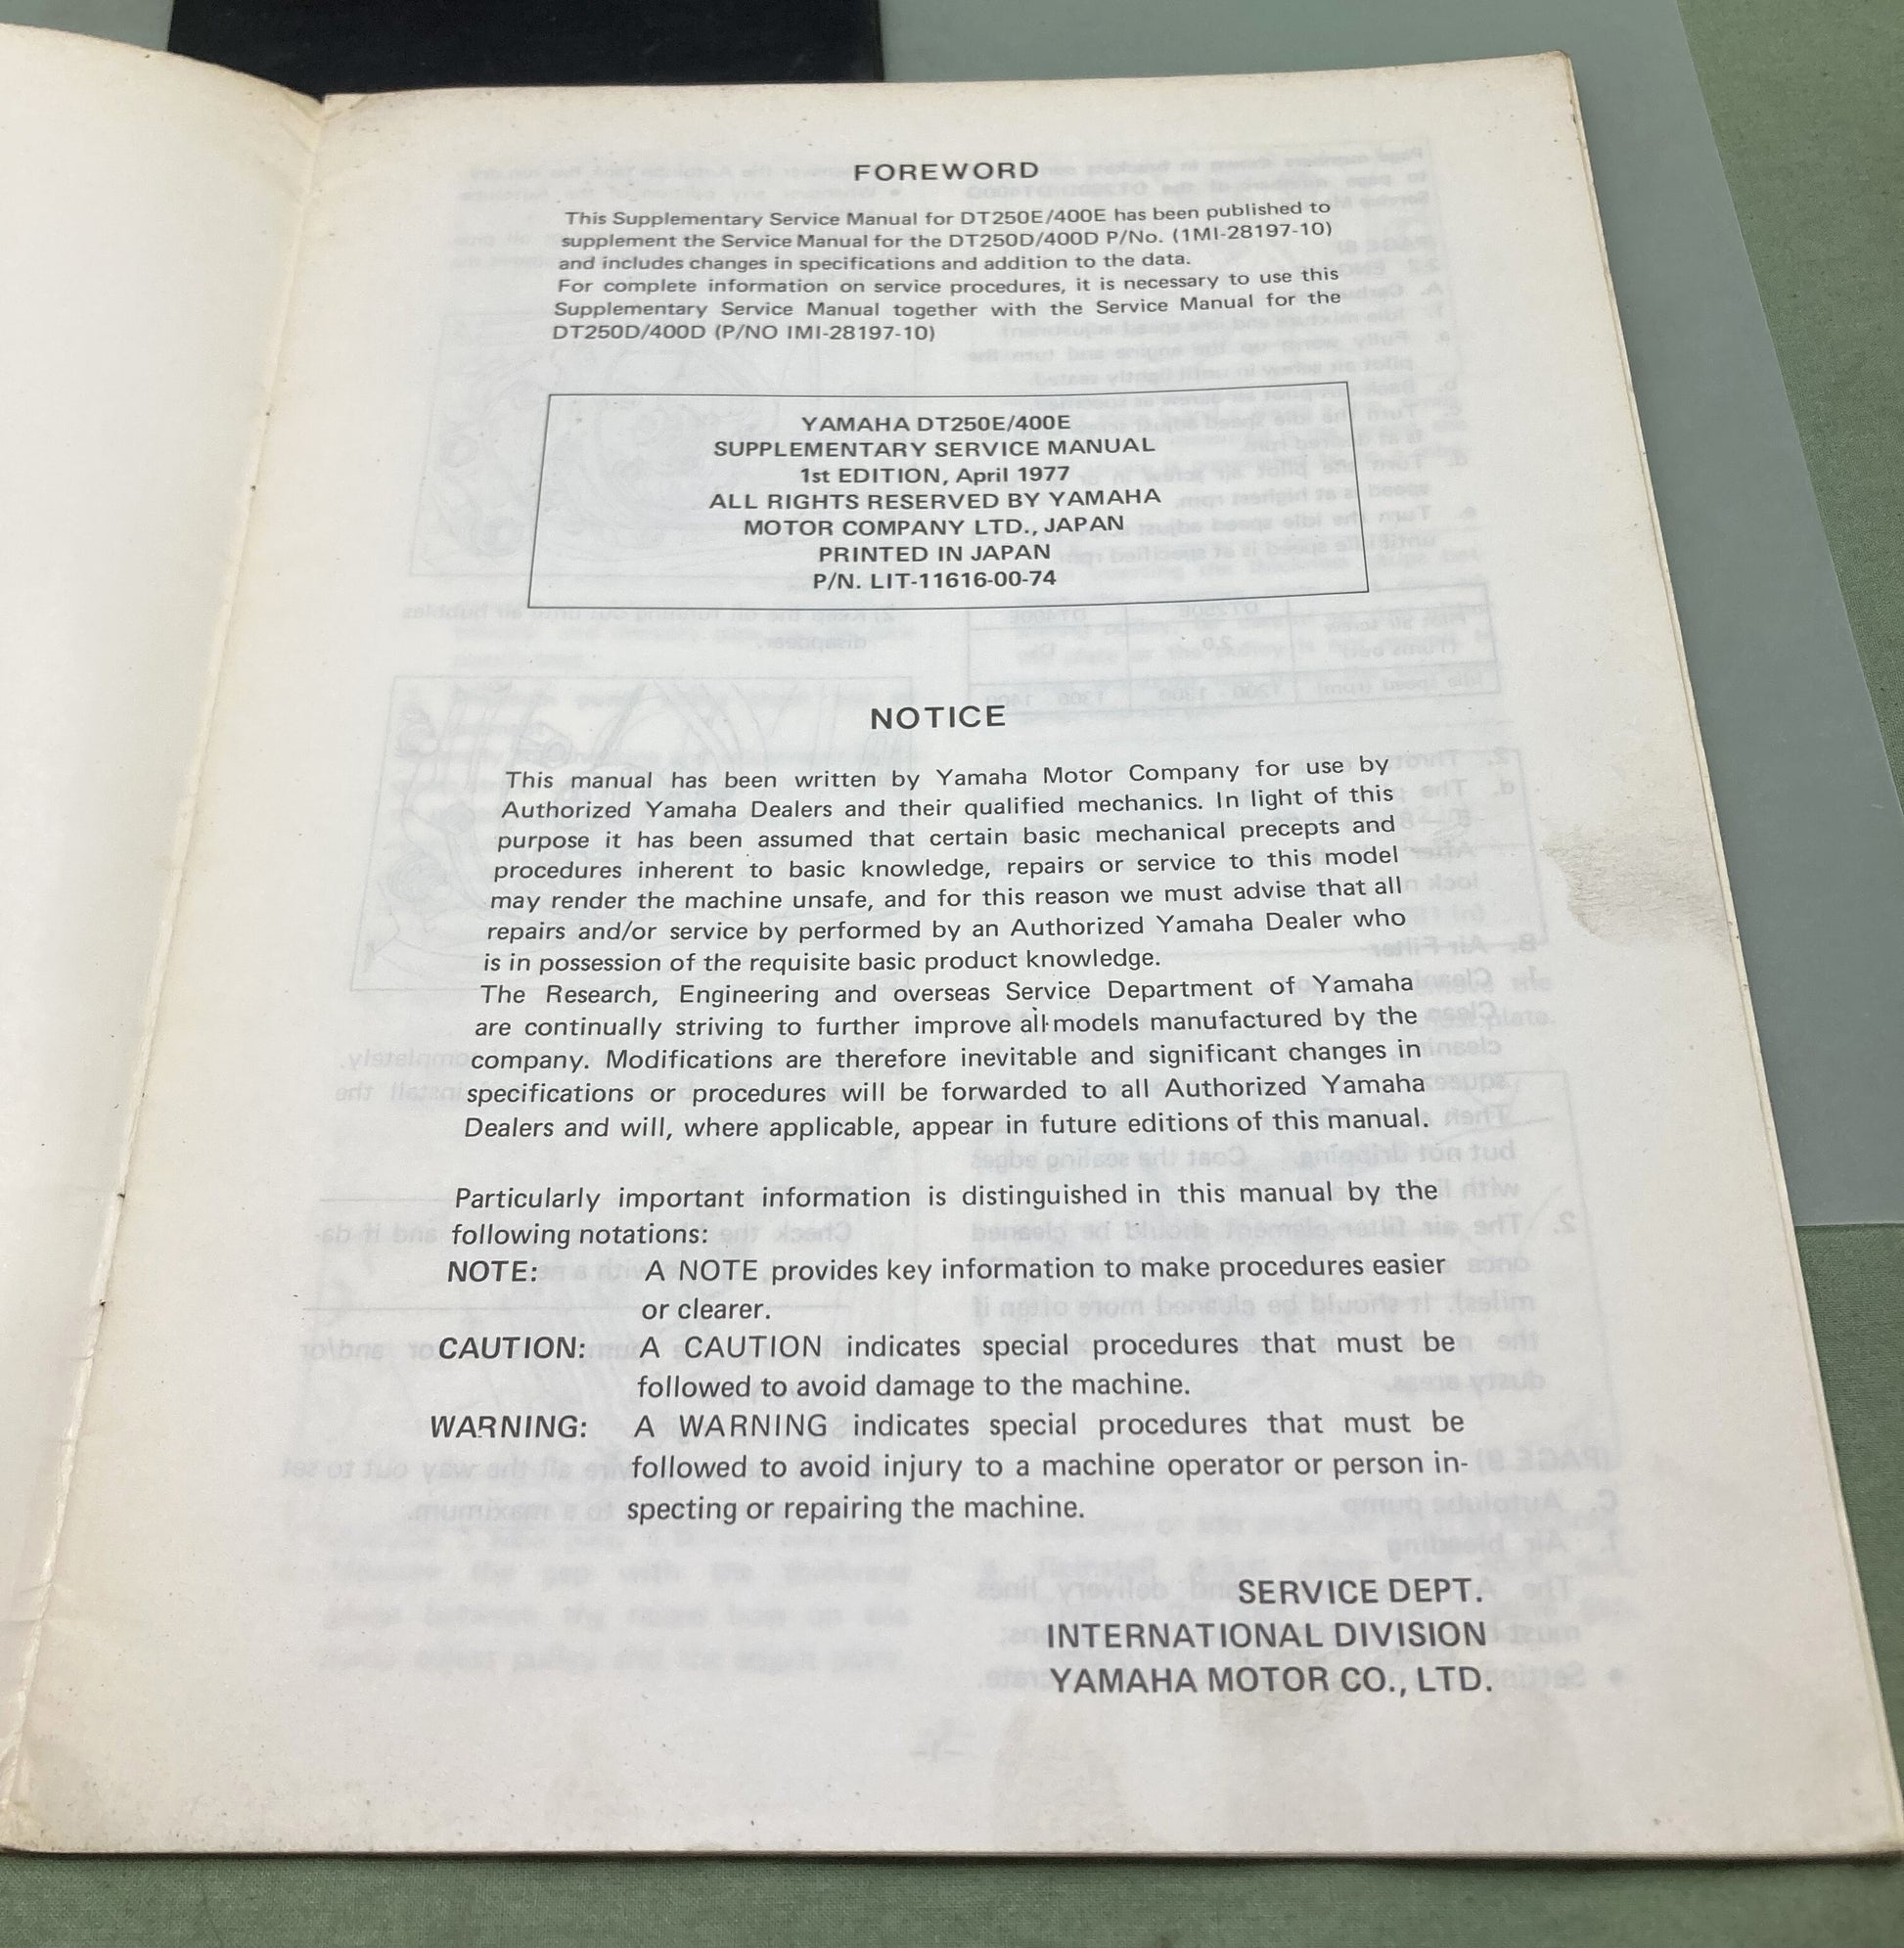 FOREWORD
This Supplementary Service Manual for DT250E/400E has been published to
supplement the Service Manual for the DT250D/400D P/No. (1MI-28197-10)
and includes changes in specifications and addition to the data.
For complete information on service procedures, it is necessary to use this
Supplementary Service Manual together with the Service Manual for the
DT250D/400D (P/NO IMI-28197-10)
YAMAHA DT250E/400E
SUPPLEMENTARY SERVICE MANUAL
1st EDITION, April 1977
ALL RIGHTS RESERVED BY YAMAHA
MOTOR COMPANY LTD., JAPAN
PRINTED IN JAPAN
P/N. LIT-11616-00-74
NOTICE
This manual has been written by Yamaha Motor Company for use by
Authorized Yamaha Dealers and their qualified mechanics. In light of this
purpose it has been assumed that certain basic mechanical precepts and
procedures inherent to basic knowledge, repairs or service to this model
may render the machine unsafe, and for this reason we must advise that all
repairs and/or service by performed by an Authorized Yamaha Dealer who
is in possession of the requisite basic product knowledge.
The Research, Engineering and overseas Service Department of Yamaha
are continually striving to further improve all models manufactured by the
company. Modifications are therefore inevitable and significant changes in
specifications or procedures will be forwarded to all Authorized Yamaha
Dealers and will, where applicable, appear in future editions of this manual.
Particularly important information is distinguished in this manual by the
following notations:
NOTE: A NOTE provides key information to make procedures easier
or clearer.
CAUTION: A CAUTION indicates special procedures that must be
followed to avoid damage to the machine.
WARNING: A WARNING indicates special procedures that must be
followed to avoid injury to a machine operator or person in-
specting or repairing the machine.
SERVICE DEPT.
INTERNATIONAL DIVISION
YAMAHA MOTOR CO., LTD.